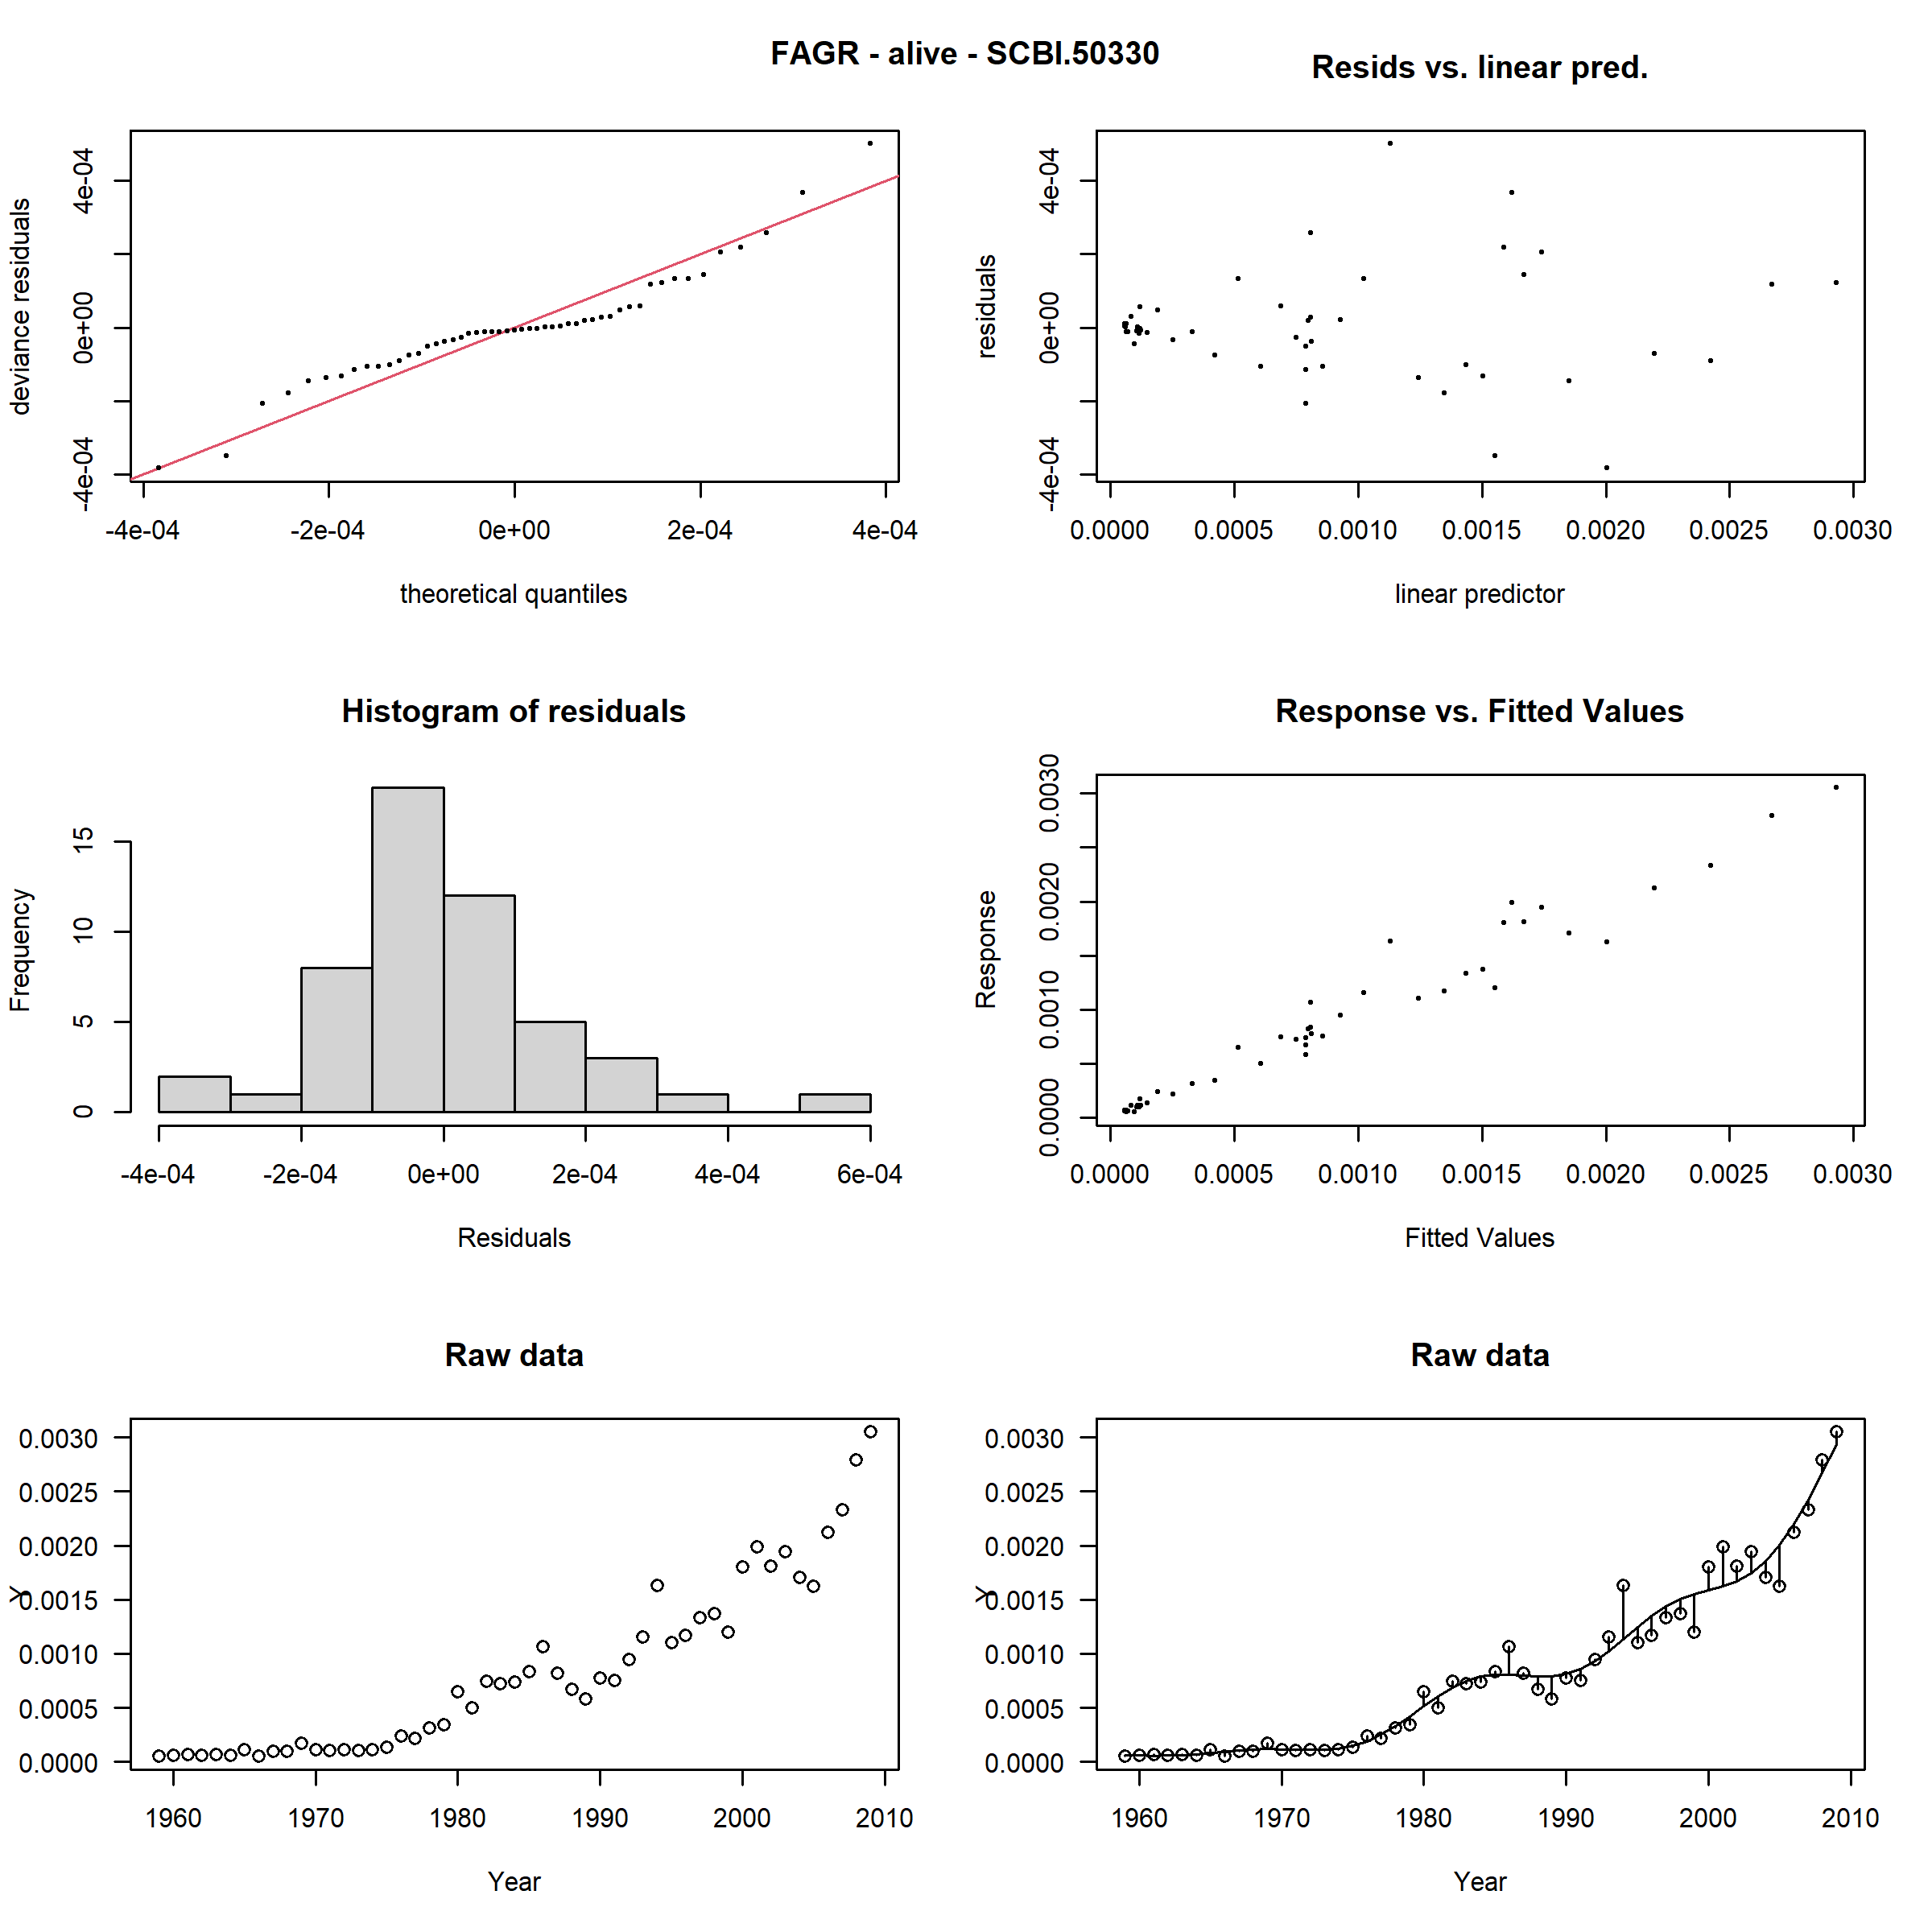 FAGR - alive - SCBI.50330
Resids vs. linear pred.
deviance residuals
-4e-04 0e+00 4e-04
-4e-04 -2e-04 0e+00 2e-04 4e-04
theoretical quantiles
residuals
-4e-04 0e+00 4e-04
0.0000 0.0005 0.0010 0.0015 0.0020 0.0025 0.0030
linear predictor
Histogram of residuals
Frequency
0 5 10 15
-4e-04 -2e-04 0e+00 2e-04 4e-04 6e-04
Residuals
Response vs. Fitted Values
Response
0.0000 0.0010 0.0020 0.0030
0.0000 0.0005 0.0010 0.0015 0.0020 0.0025 0.0030
Fitted Values
Raw data
Y
0.0030
0.0025
0.0020
0.0015
0.0010
0.0005
0.0000
1960 1970 1980 1990 2000 2010
Year
Raw data
Y
0.0030
0.0025
0.0020
0.0015
0.0010
0.0005
0.0000
1960 1970 1980 1990 2000 2010
Year